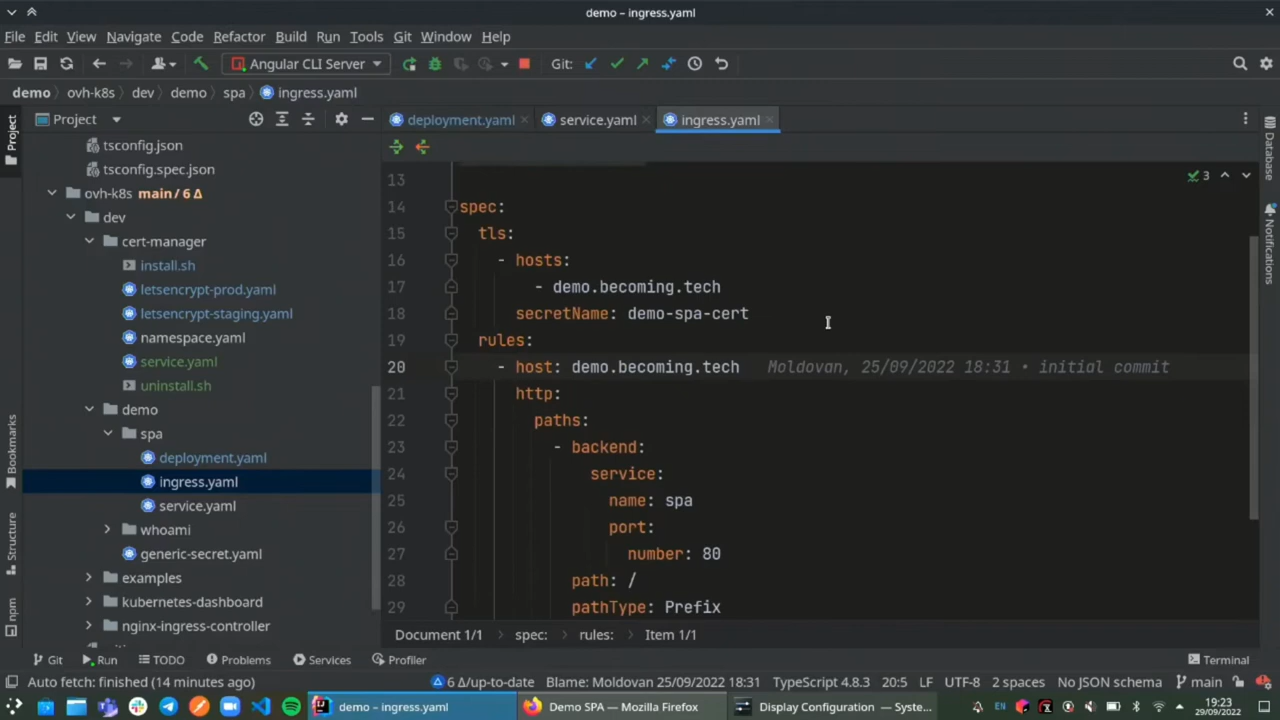 demo – ingress.yaml
File Edit View Navigate Code Refactor Build Run Tools Git Window Help
Angular CLI Server Git:
demo ovh-k8s dev demo spa ingress.yaml
Project
Project
deployment.yaml service.yaml ingress.yaml
Database
Notifications
Bookmarks
Structure
npm
tsconfig.json
tsconfig.spec.json
ovh-k8s main / 6 Δ
dev
cert-manager
install.sh
letsencrypt-prod.yaml
letsencrypt-staging.yaml
namespace.yaml
service.yaml
uninstall.sh
demo
spa
deployment.yaml
ingress.yaml
service.yaml
whoami
generic-secret.yaml
examples
kubernetes-dashboard
nginx-ingress-controller
3
13
14 spec:
15 tls:
16 - hosts:
17 - demo.becoming.tech
18 secretName: demo-spa-cert
19 rules:
20 - host: demo.becoming.tech Moldovan, 25/09/2022 18:31 • initial commit
21 http:
22 paths:
23 - backend:
24 service:
25 name: spa
26 port:
27 number: 80
28 path: /
29 pathType: Prefix
Document 1/1 spec: rules: Item 1/1
Git Run TODO Problems Services Profiler Terminal
Auto fetch: finished (14 minutes ago) 6 Δ/up-to-date Blame: Moldovan 25/09/2022 18:31 TypeScript 4.8.3 20:5 LF UTF-8 2 spaces No JSON schema main
demo – ingress.yaml Demo SPA — Mozilla Firefox Display Configuration — Syste... EN 19:23
29/09/2022